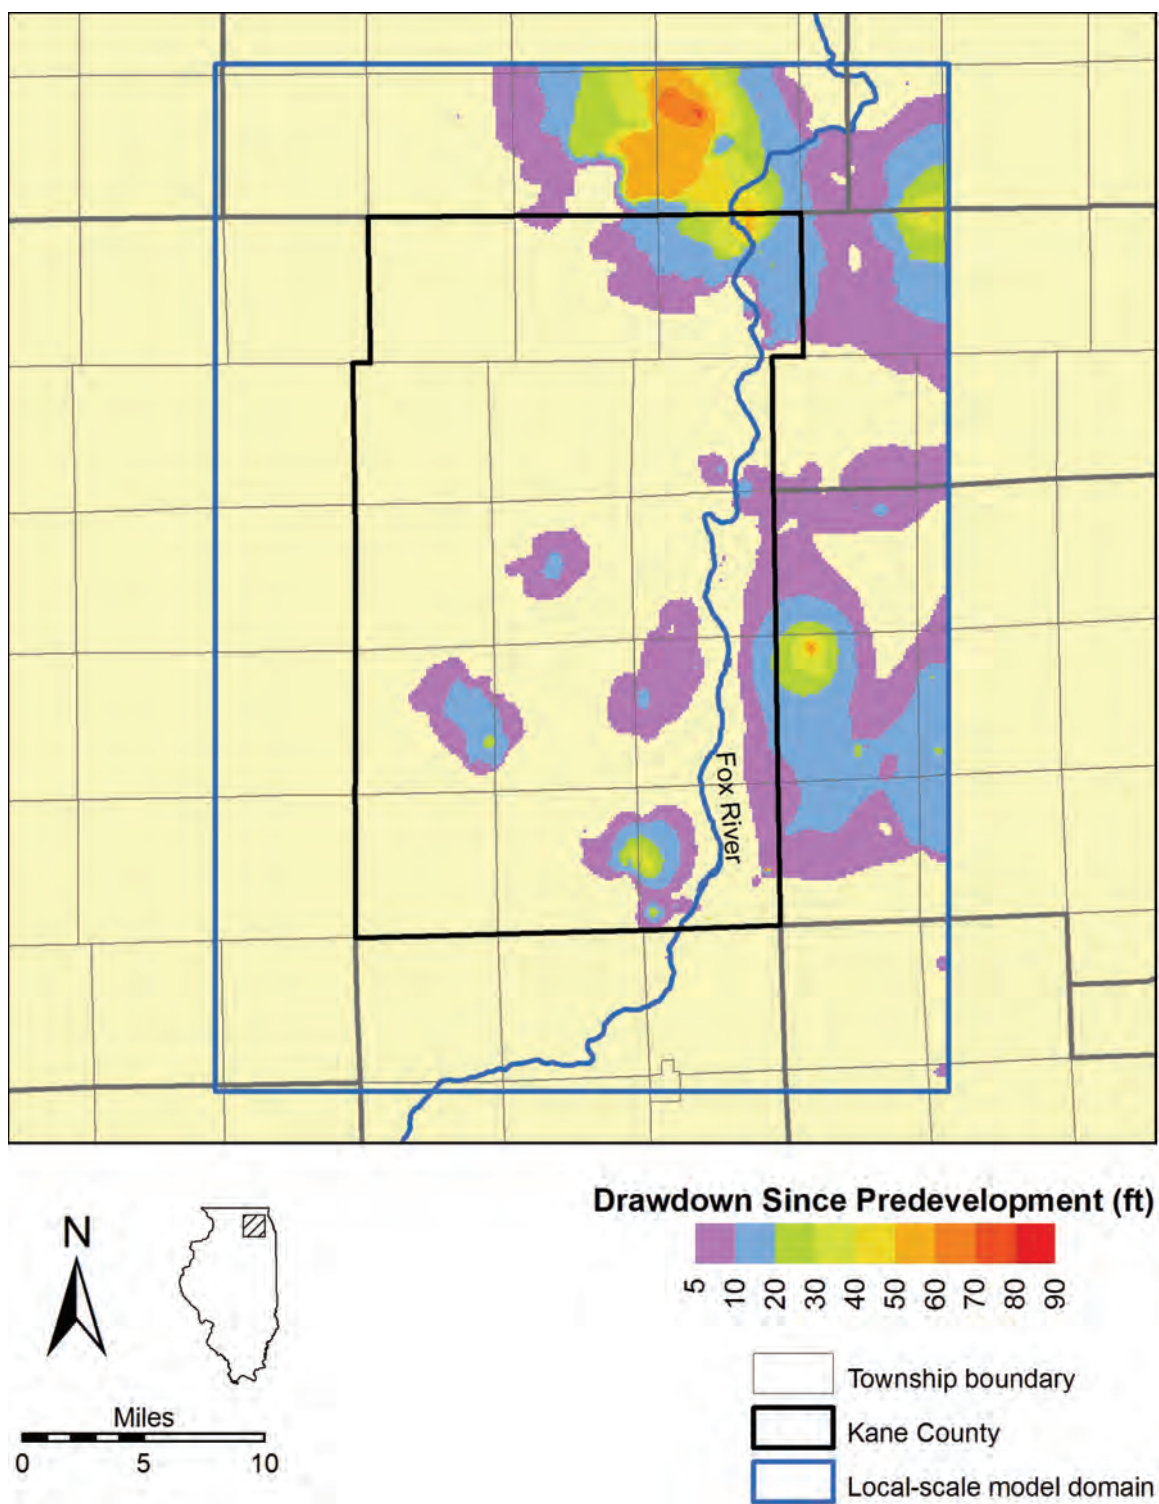 Fox River
Drawdown Since Predevelopment (ft)
5 10 20 30 40 50 60 70 80 90
N
Miles
0 5 10
Township boundary
Kane County
Local-scale model domain